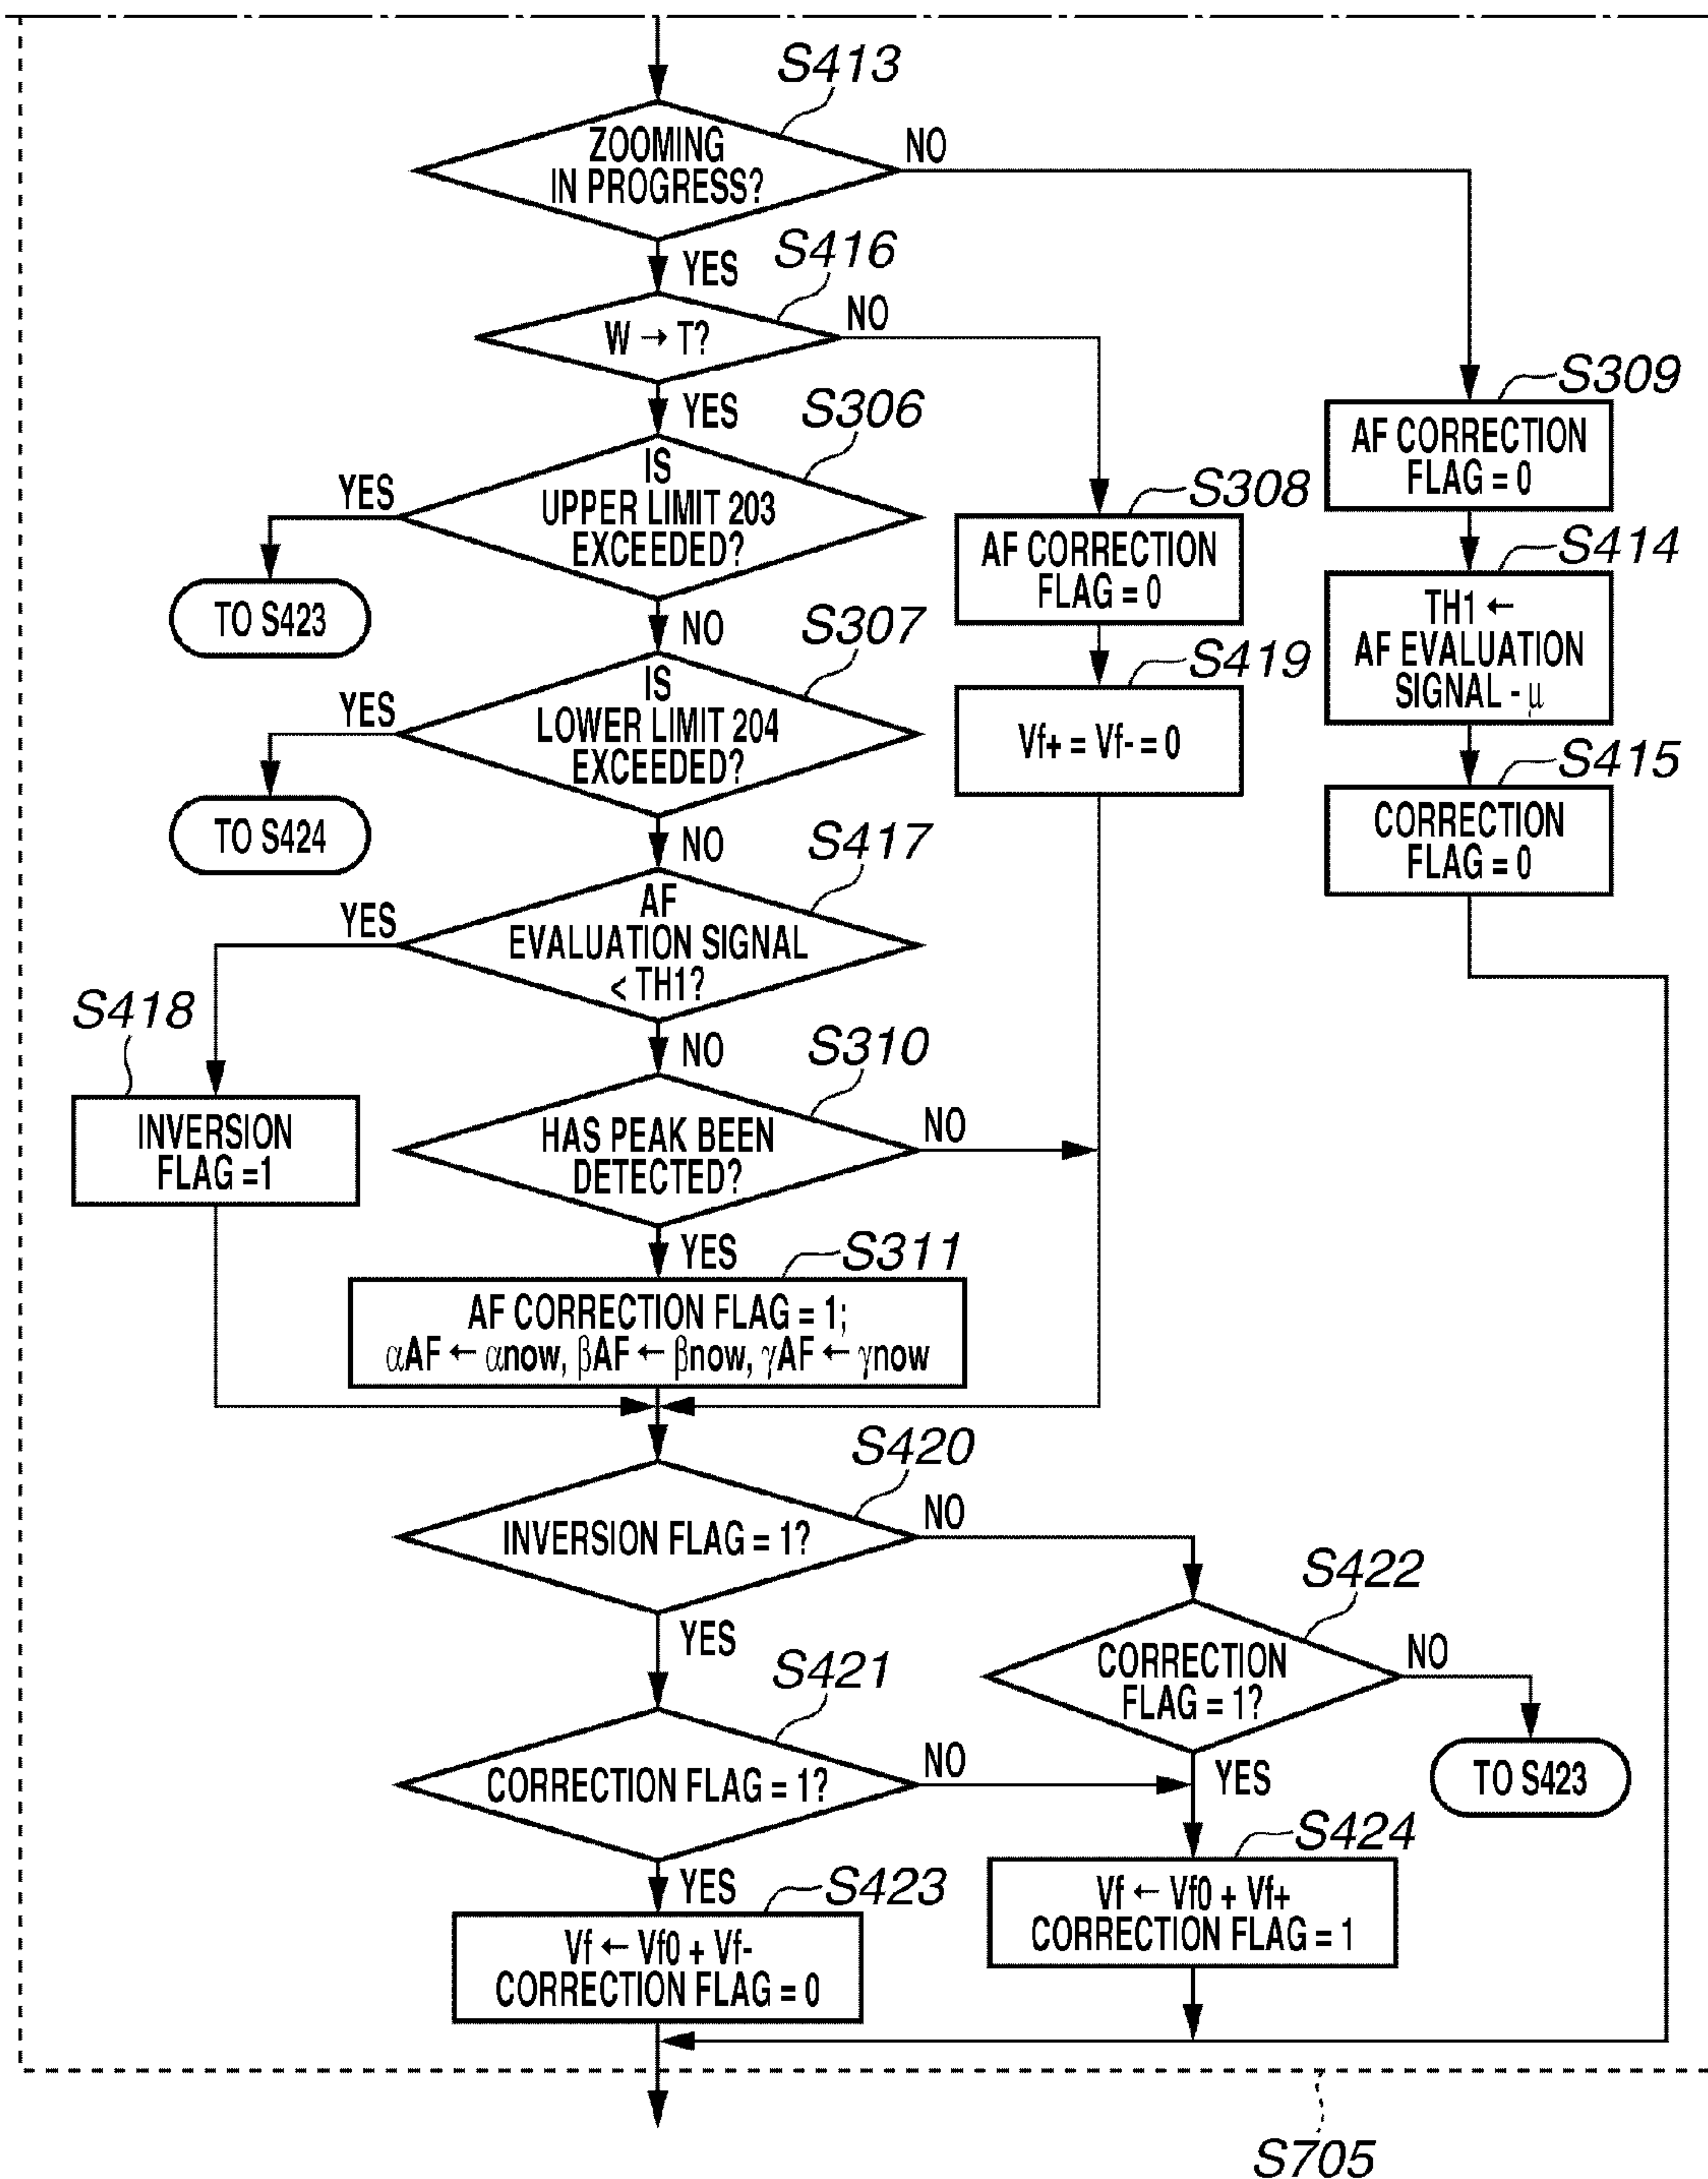 S413
ZOOMING
IN PROGRESS?
NO
YES
S416
W → T?
NO
YES
S306
IS
UPPER LIMIT 203
EXCEEDED?
YES
TO S423
NO
S307
IS
LOWER LIMIT 204
EXCEEDED?
YES
TO S424
NO
S308
AF CORRECTION
FLAG = 0
S419
Vf+ = Vf- = 0
S309
AF CORRECTION
FLAG = 0
S414
TH1 ←
AF EVALUATION
SIGNAL - μ
S415
CORRECTION
FLAG = 0
S417
AF
EVALUATION SIGNAL
< TH1?
YES
NO
S418
INVERSION
FLAG =1
S310
HAS PEAK BEEN
DETECTED?
NO
YES
S311
AF CORRECTION FLAG = 1;
αAF ← αnow, βAF ← βnow, γAF ← γnow
S420
INVERSION FLAG = 1?
NO
YES
S422
CORRECTION
FLAG = 1?
NO
TO S423
YES
S421
CORRECTION FLAG = 1?
NO
YES
S424
Vf ← Vf0 + Vf+
CORRECTION FLAG = 1
S423
Vf ← Vf0 + Vf-
CORRECTION FLAG = 0
S705